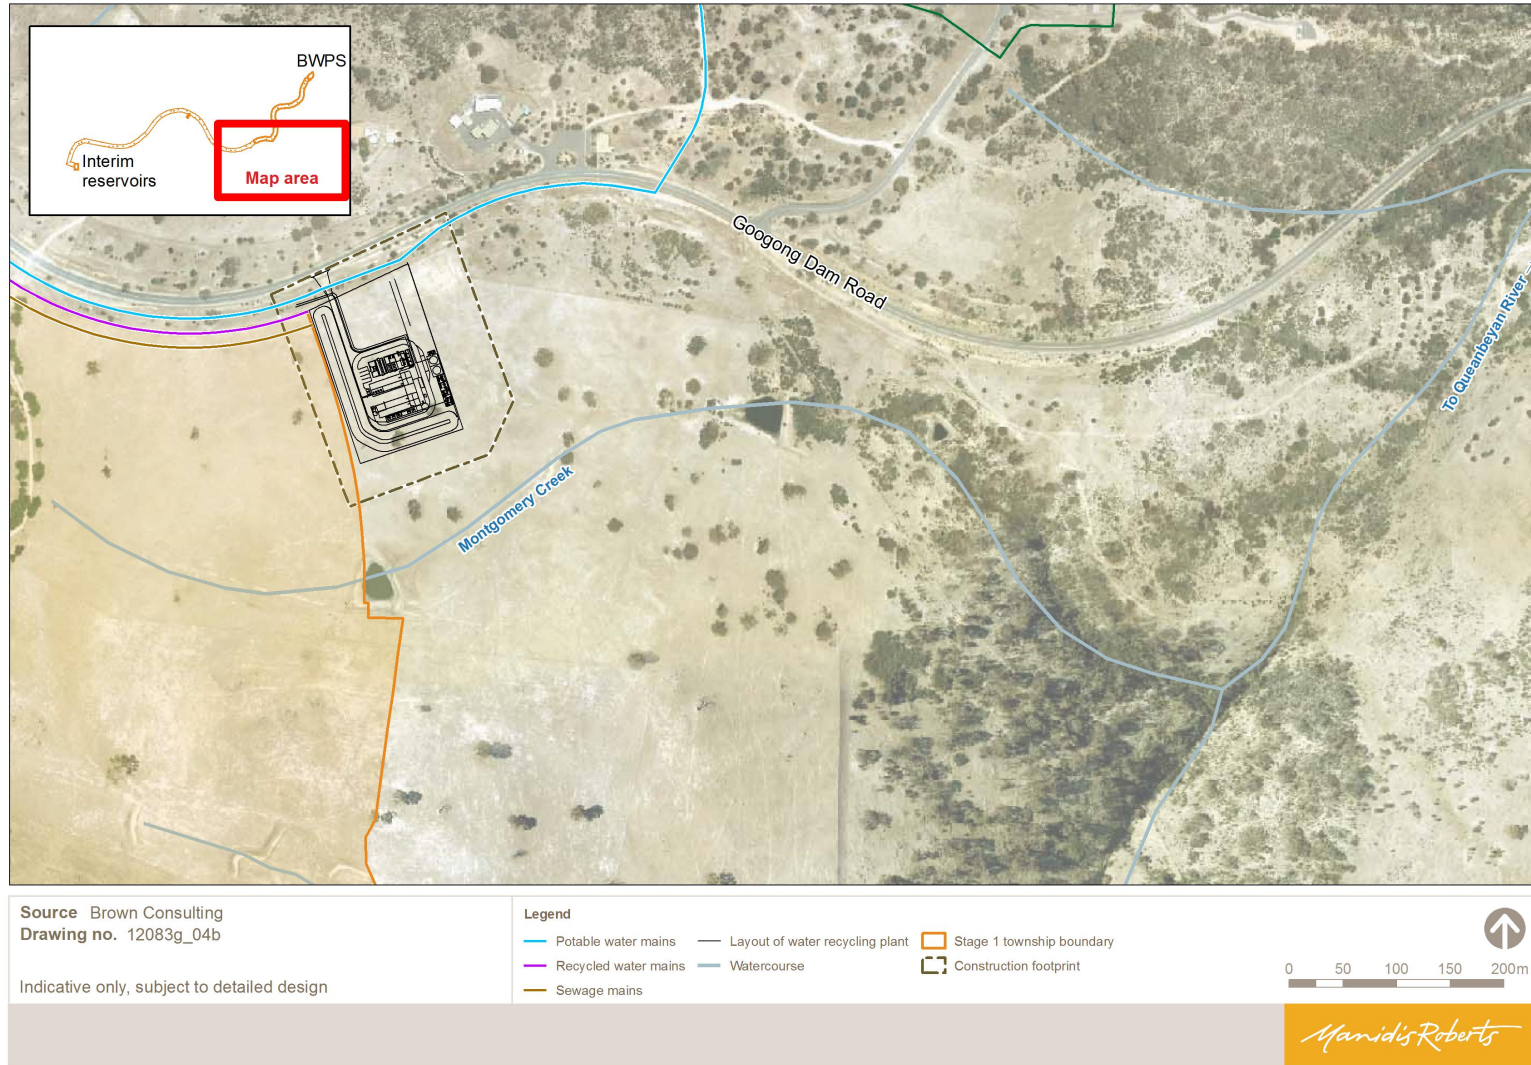 BWPS
Interim
reservoirs
Map area
Googong Dam Road
To Queanbeyan River
Montgomery Creek
Source Brown Consulting
Drawing no. 12083g_04b
Indicative only, subject to detailed design
Legend
Potable water mains
Recycled water mains
Sewage mains
Layout of water recycling plant
Watercourse
Stage 1 township boundary
Construction footprint
0 50 100 150 200m
Manidis Roberts